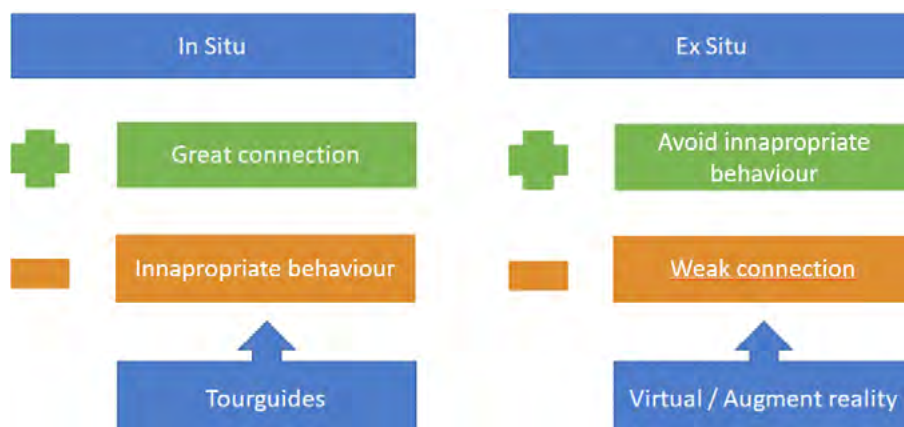 In Situ
Great connection
Innapropriate behaviour
Tourguides
Ex Situ
Avoid innapropriate
behaviour
Weak connection
Virtual / Augment reality